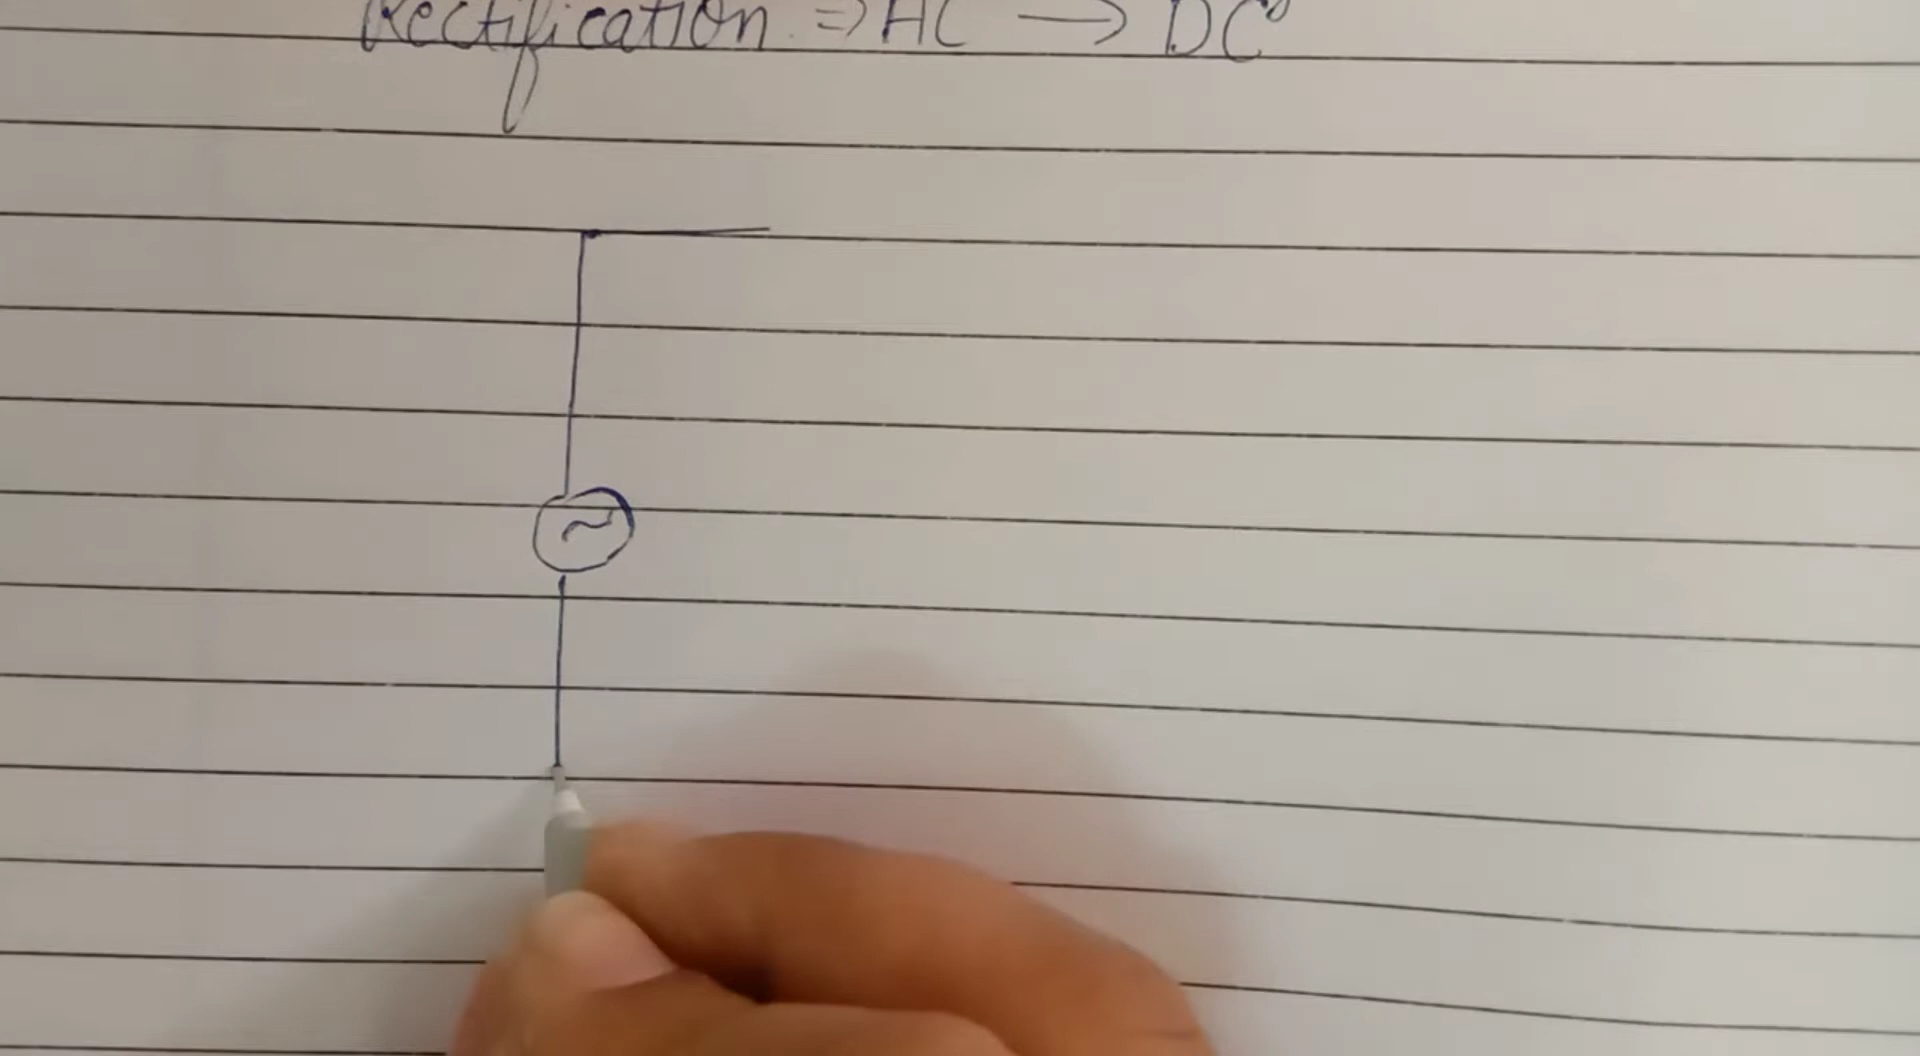 Rectification ⇒ AC → DC